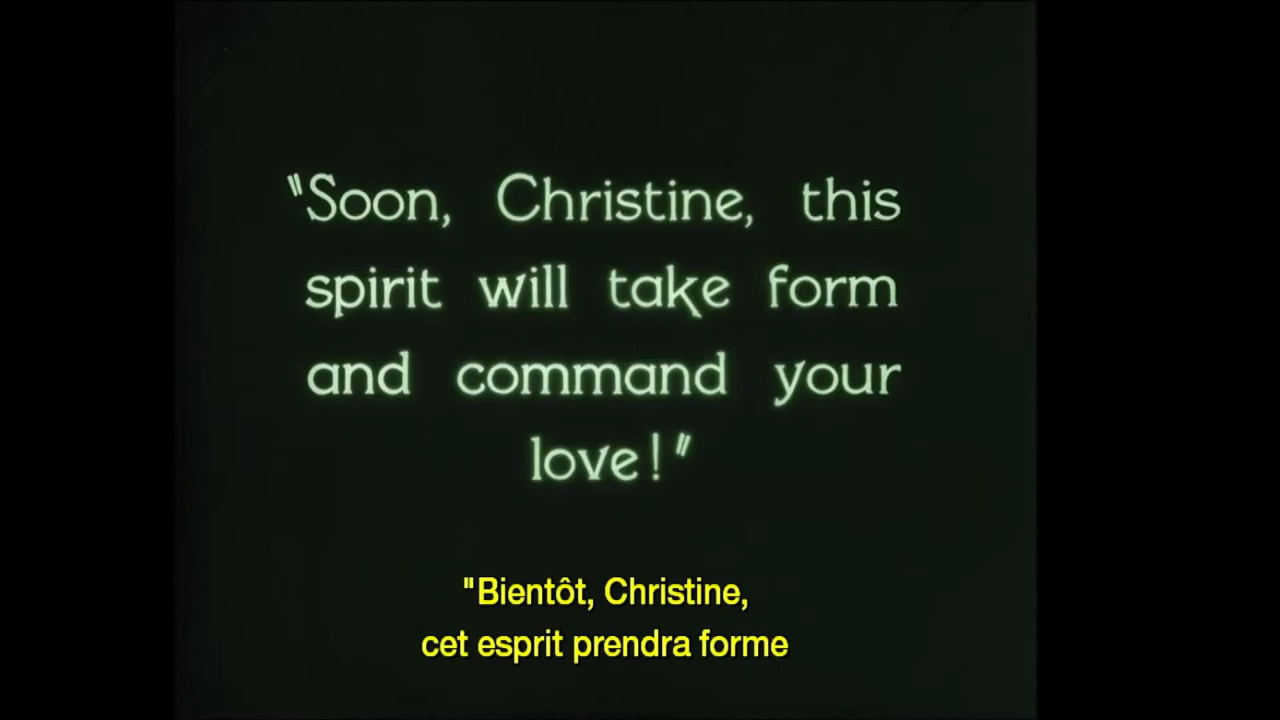 "Soon, Christine, this
spirit will take form
and command your
love!"
"Bientôt, Christine,
cet esprit prendra forme